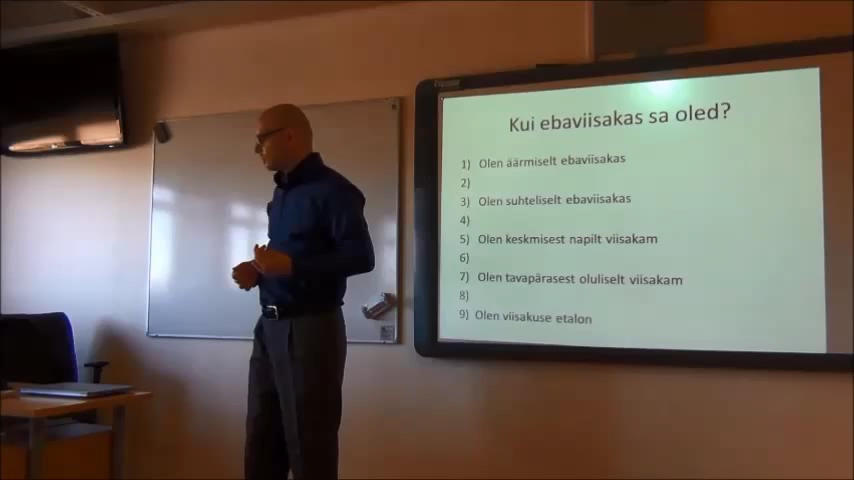 Kui ebaviisakas sa oled?
1) Olen äärmiselt ebaviisakas
2)
3) Olen suhteliselt ebaviisakas
4)
5) Olen keskmisest napilt viisakam
6)
7) Olen tavapärasest oluliselt viisakam
8)
9) Olen viisakuse etalon